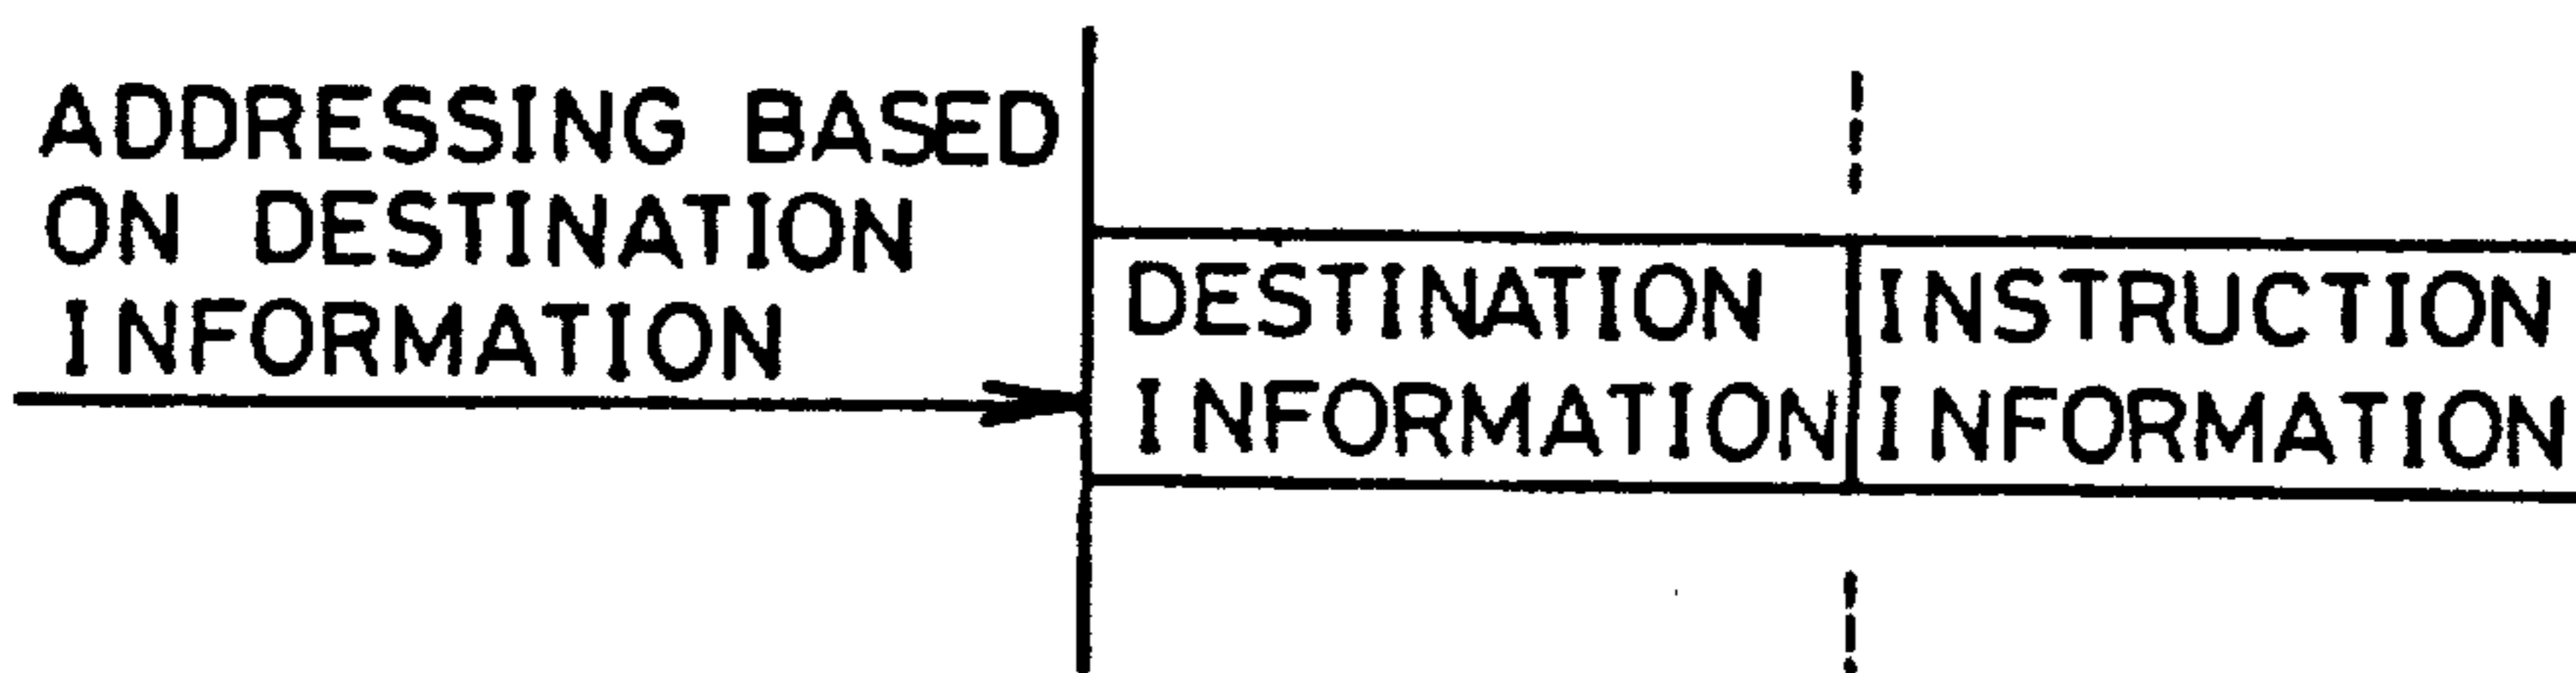 ADDRESSING BASED
ON DESTINATION
INFORMATION
DESTINATION
INFORMATION
INSTRUCTION
INFORMATION